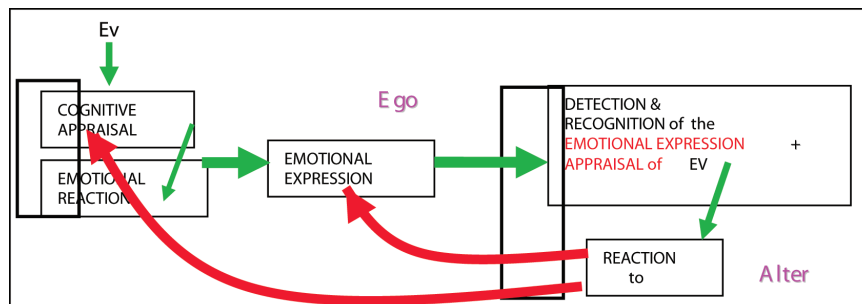 Ev
COGNITIVE
APPRAISAL
EMOTIONAL
REACTION
Ego
EMOTIONAL
EXPRESSION
DETECTION &
RECOGNITION of the
EMOTIONAL EXPRESSION +
APPRAISAL of EV
REACTION
to
Alter